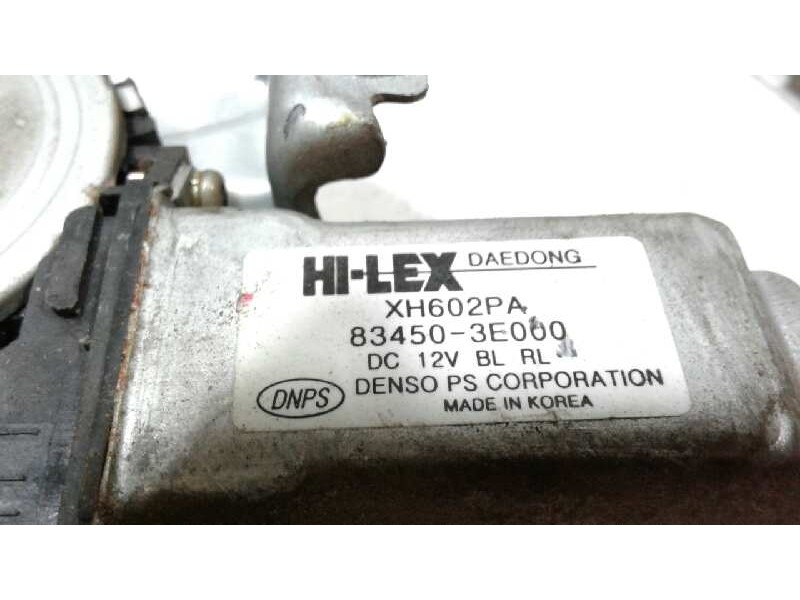 HI-LEX DAEDONG
XH602PA
83450-3E000
DC 12V BL RL
DNPS DENSO PS CORPORATION
MADE IN KOREA